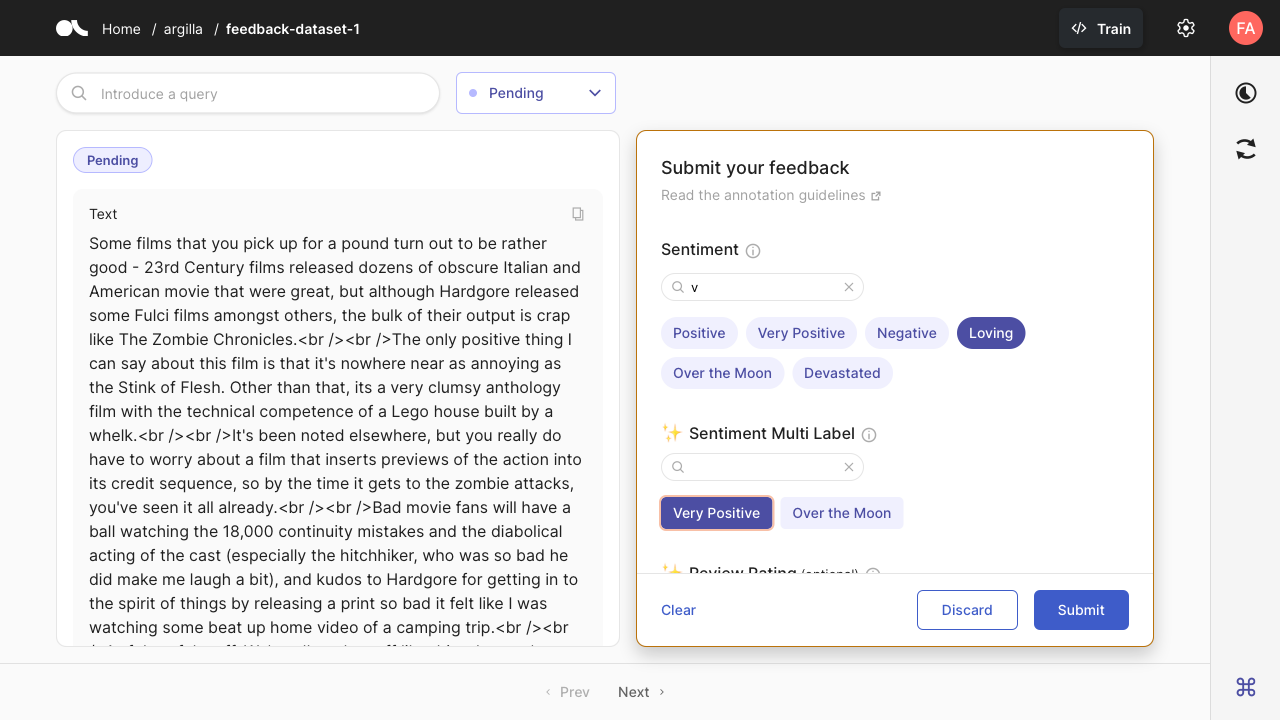 Home / argilla / feedback-dataset-1
Train
FA
Introduce a query
Pending
Pending
Text
Some films that you pick up for a pound turn out to be rather
good - 23rd Century films released dozens of obscure Italian and
American movie that were great, but although Hardgore released
some Fulci films amongst others, the bulk of their output is crap
like The Zombie Chronicles.<br /><br />The only positive thing I
can say about this film is that it's nowhere near as annoying as
the Stink of Flesh. Other than that, its a very clumsy anthology
film with the technical competence of a Lego house built by a
whelk.<br /><br />It's been noted elsewhere, but you really do
have to worry about a film that inserts previews of the action into
its credit sequence, so by the time it gets to the zombie attacks,
you've seen it all already.<br /><br />Bad movie fans will have a
ball watching the 18,000 continuity mistakes and the diabolical
acting of the cast (especially the hitchhiker, who was so bad he
did make me laugh a bit), and kudos to Hardgore for getting in to
the spirit of things by releasing a print so bad it felt like I was
watching some beat up home video of a camping trip.<br /><br
Submit your feedback
Read the annotation guidelines
Sentiment
v
Positive
Very Positive
Negative
Loving
Over the Moon
Devastated
✨ Sentiment Multi Label
Very Positive
Over the Moon
✨ Review Rating (optional)
Clear
Discard
Submit
Prev
Next